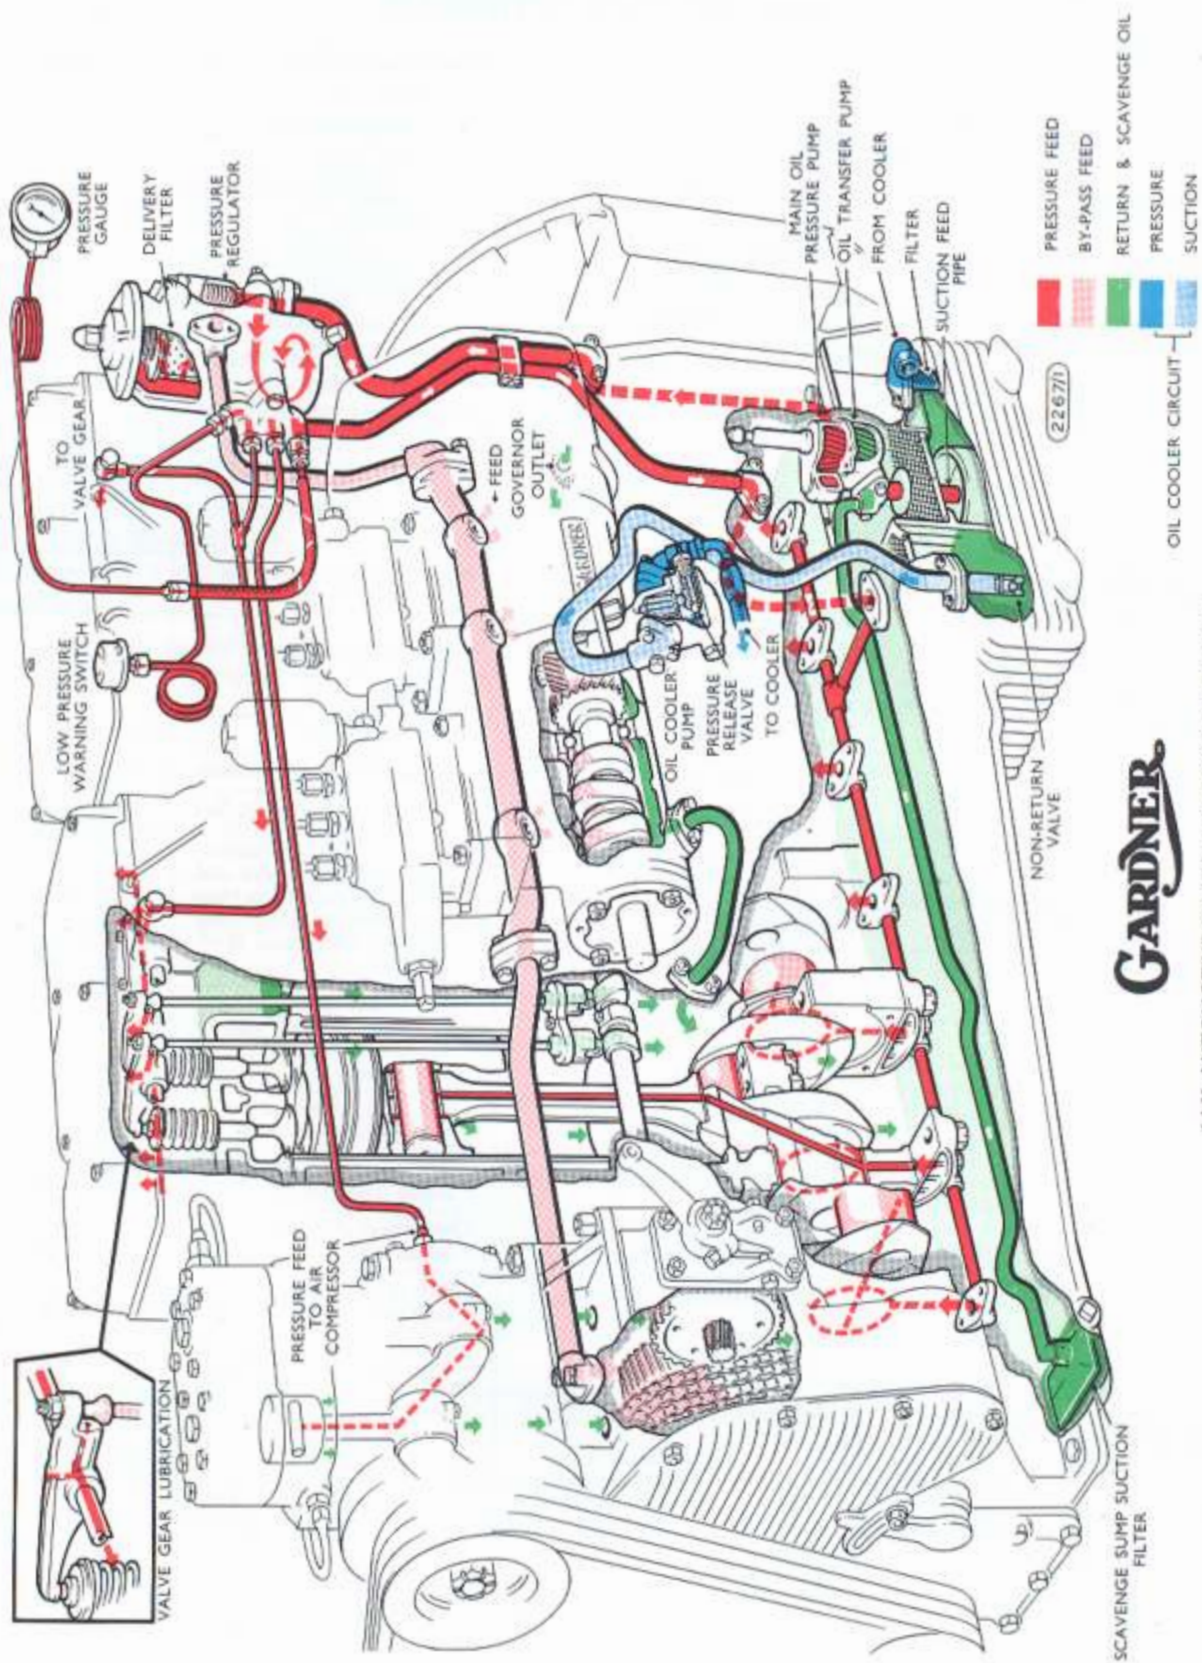 PRESSURE
GAUGE
DELIVERY
FILTER
PRESSURE
REGULATOR
TO
VALVE GEAR
LOW PRESSURE
WARNING SWITCH
FEED
GOVERNOR
OUTLET
GARDNER
MAIN OIL
PRESSURE PUMP
OIL TRANSFER PUMP
FROM COOLER
FILTER
SUCTION FEED
PIPE
OIL COOLER
PUMP
PRESSURE
RELEASE
VALVE
TO COOLER
NON-RETURN
VALVE
PRESSURE FEED
TO AIR
COMPRESSOR
VALVE GEAR LUBRICATION
SCAVENGE SUMP SUCTION
FILTER
2267/1
PRESSURE FEED
BY-PASS FEED
RETURN & SCAVENGE OIL
OIL COOLER CIRCUIT
PRESSURE
SUCTION
GARDNER